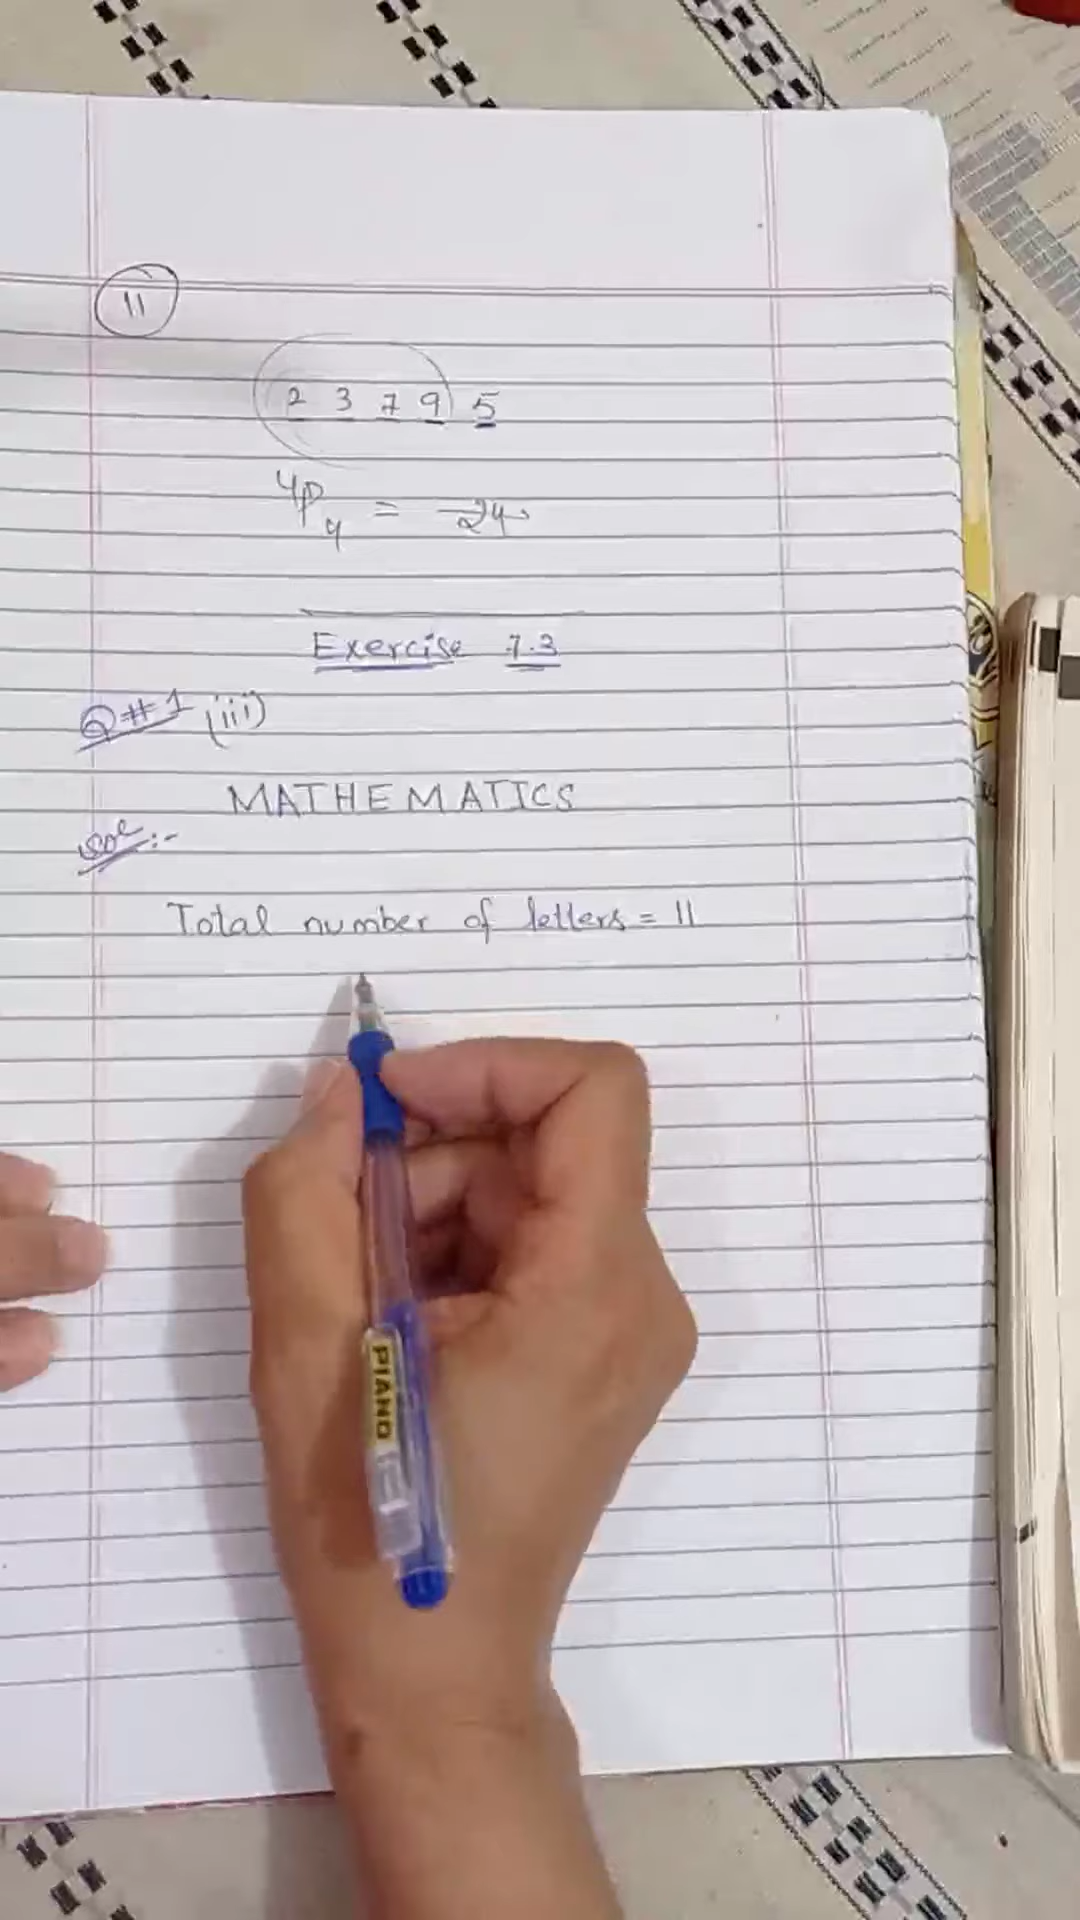 11
2 3 7 9 5
4P4 = 24
Exercise 7.3
Q#1 (iii)
MATHEMATICS
Sol:-
Total number of letters = 11
PIANO